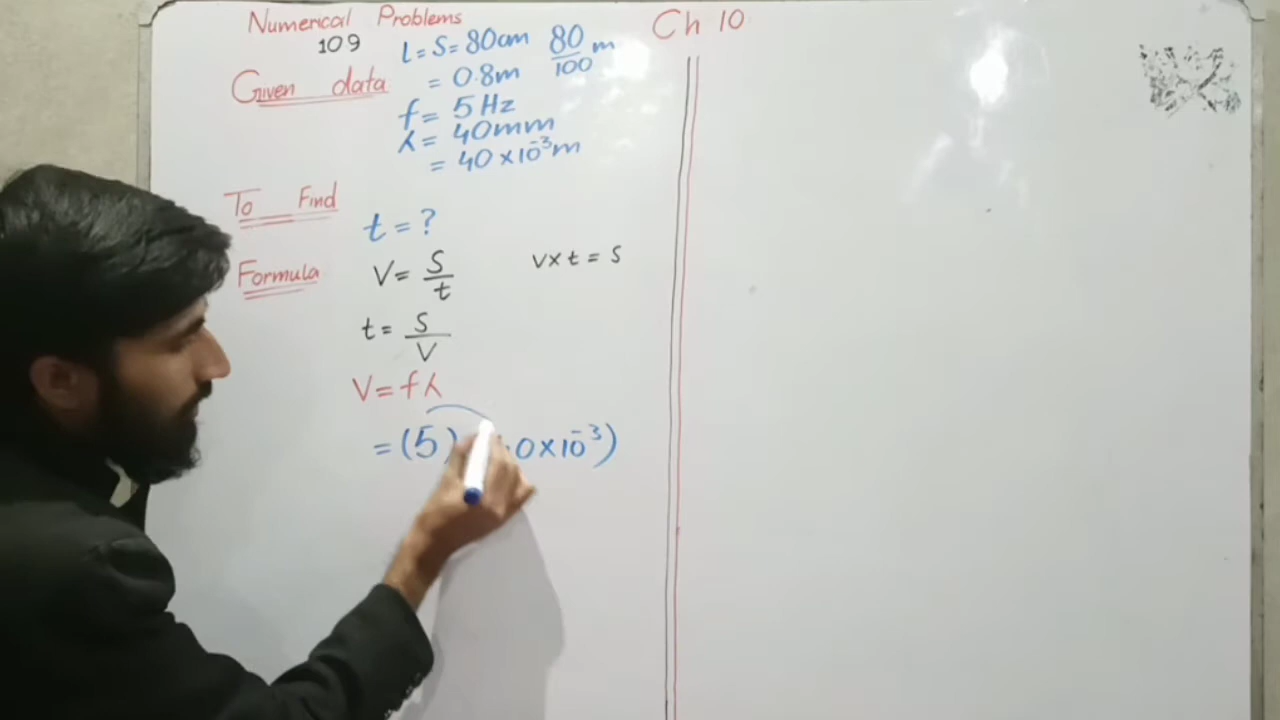 Numerical Problems
Ch 10
109
L = S = 80cm 80/100 m
Given data
= 0.8m
f = 5 Hz
λ = 40mm
= 40 × 10⁻³m
To Find
t = ?
Formula
V = S/t
v × t = S
t = S/V
V = f λ
= (5) 0 × 10⁻³)